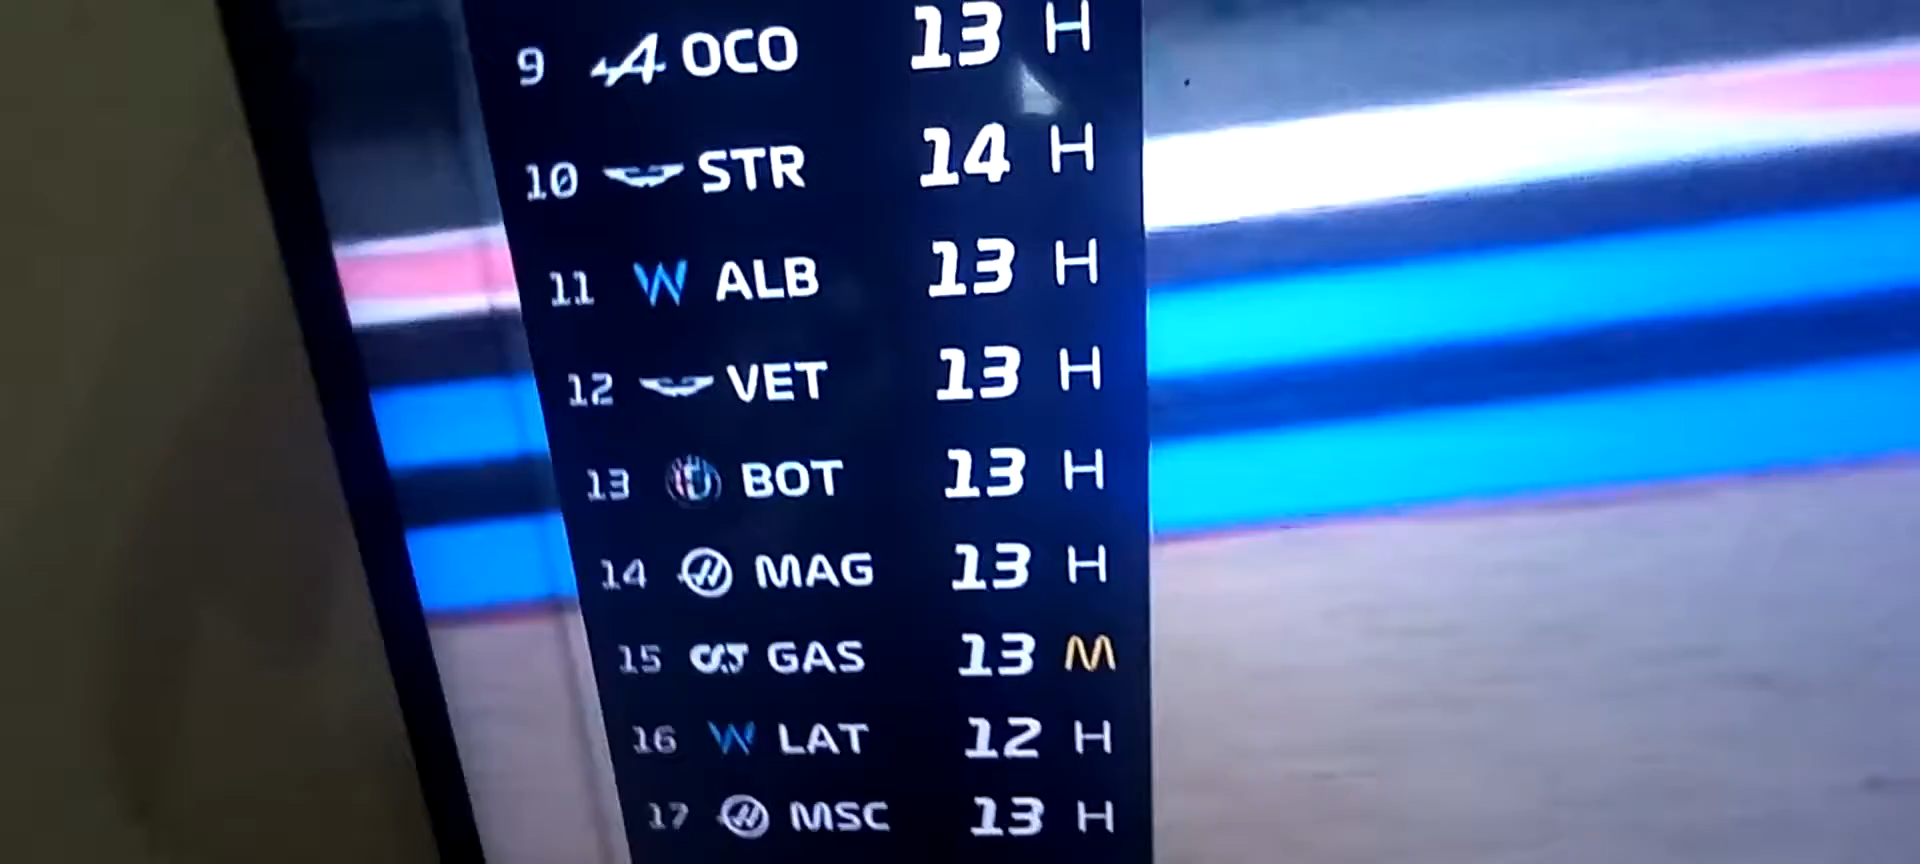 9 OCO 13 H
10 STR 14 H
11 W ALB 13 H
12 VET 13 H
13 BOT 13 H
14 MAG 13 H
15 GAS 13 M
16 W LAT 12 H
17 MSC 13 H